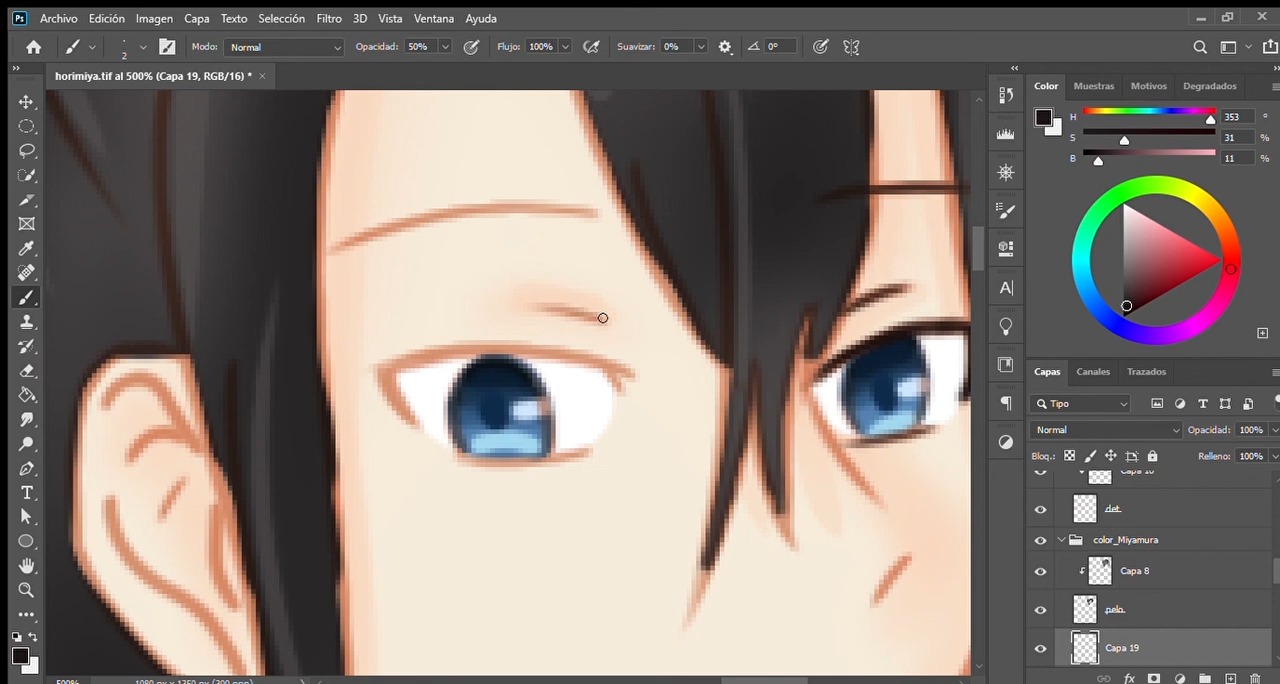 Ps Archivo Edición Imagen Capa Texto Selección Filtro 3D Vista Ventana Ayuda
2 Modo: Normal Opacidad: 50% Flujo: 100% Suavizar: 0% 0°
horimiya.tif al 500% (Capa 19, RGB/16) *
Color Muestras Motivos Degradados
H 353 °
S 31 %
B 11 %
Capas Canales Trazados
Tipo
Normal Opacidad: 100%
Bloq.: Relleno: 100%
det.
color_Miyamura
Capa 8
pelo.
Capa 19
500% 1080 px x 1350 px (300 ppp)